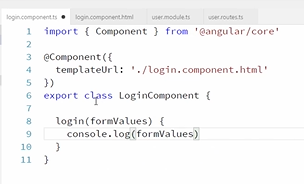 login.component.ts login.component.html user.module.ts user.routes.ts
1 import { Component } from '@angular/core'
2
3 @Component({
4 templateUrl: './login.component.html'
5 })
6 export class LoginComponent {
7
8 login(formValues) {
9 console.log(formValues)
10 }
11 }